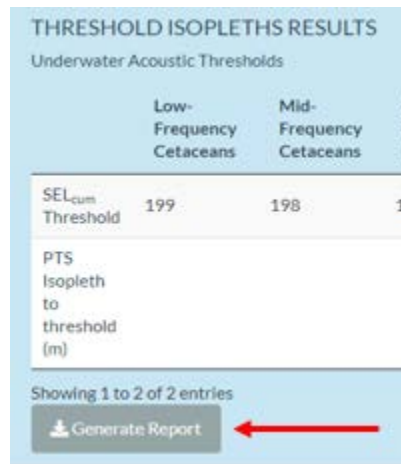 THRESHOLD ISOPLETHS RESULTS
Underwater Acoustic Thresholds
Low- Mid-
Frequency Frequency
Cetaceans Cetaceans
SELcum
Threshold 199 198 1
PTS
Isopleth
to
threshold
(m)
Showing 1 to 2 of 2 entries
Generate Report